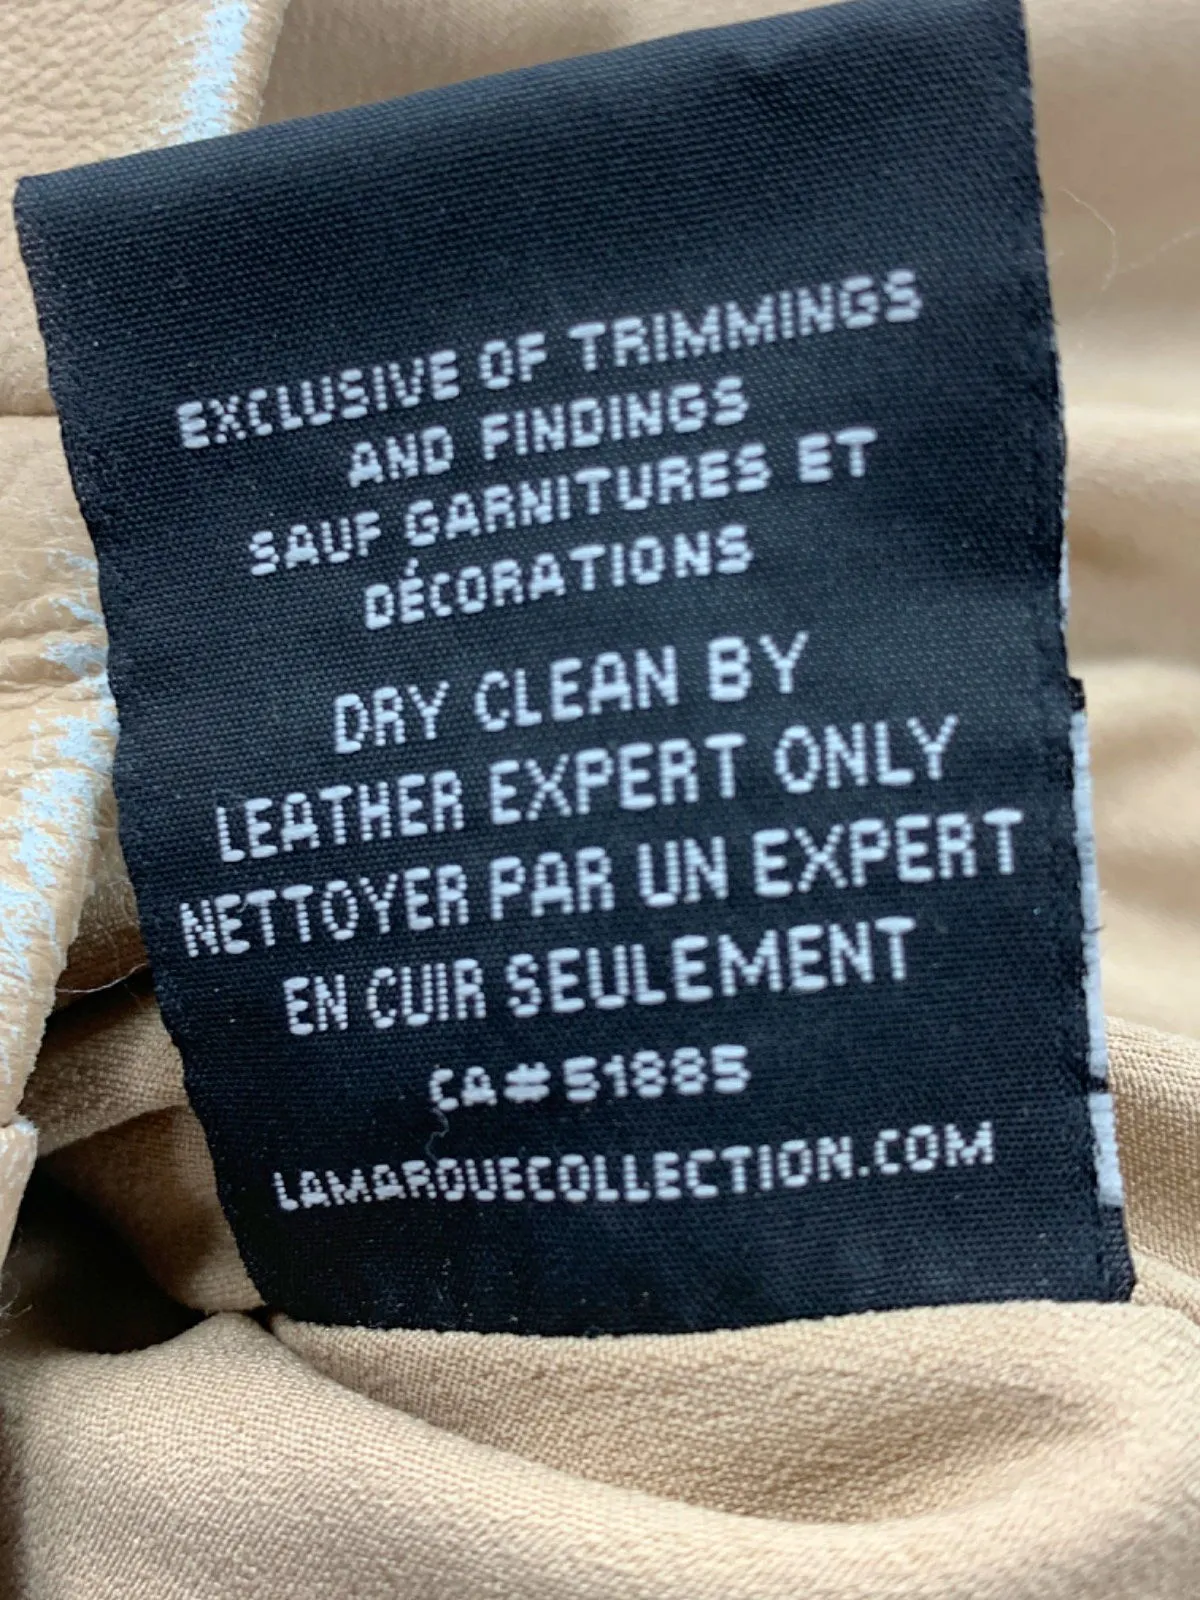 EXCLUSIVE OF TRIMMINGS
AND FINDINGS
SAUF GARNITURES ET
DÉCORATIONS
DRY CLEAN BY
LEATHER EXPERT ONLY
NETTOYER PAR UN EXPERT
EN CUIR SEULEMENT
CA# 51885
LAMARQUECOLLECTION.COM